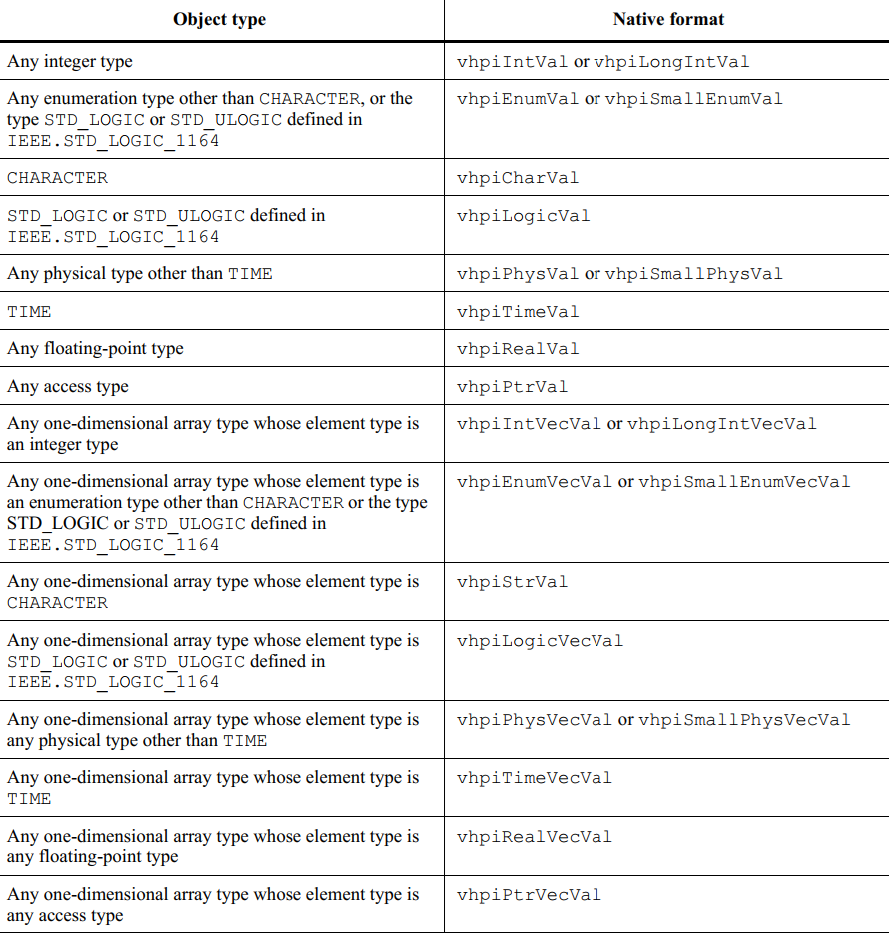 Object type
Native format
Any integer type
vhpiIntVal or vhpiLongIntVal
Any enumeration type other than CHARACTER, or the
type STD_LOGIC or STD_ULOGIC defined in
IEEE.STD_LOGIC_1164
vhpiEnumVal or vhpiSmallEnumVal
CHARACTER
vhpiCharVal
STD_LOGIC or STD_ULOGIC defined in
IEEE.STD_LOGIC_1164
vhpiLogicVal
Any physical type other than TIME
vhpiPhysVal or vhpiSmallPhysVal
TIME
vhpiTimeVal
Any floating-point type
vhpiRealVal
Any access type
vhpiPtrVal
Any one-dimensional array type whose element type is
an integer type
vhpiIntVecVal or vhpiLongIntVecVal
Any one-dimensional array type whose element type is
an enumeration type other than CHARACTER or the type
STD_LOGIC or STD_ULOGIC defined in
IEEE.STD_LOGIC_1164
vhpiEnumVecVal or vhpiSmallEnumVecVal
Any one-dimensional array type whose element type is
CHARACTER
vhpiStrVal
Any one-dimensional array type whose element type is
STD_LOGIC or STD_ULOGIC defined in
IEEE.STD_LOGIC_1164
vhpiLogicVecVal
Any one-dimensional array type whose element type is
any physical type other than TIME
vhpiPhysVecVal or vhpiSmallPhysVecVal
Any one-dimensional array type whose element type is
TIME
vhpiTimeVecVal
Any one-dimensional array type whose element type is
any floating-point type
vhpiRealVecVal
Any one-dimensional array type whose element type is
any access type
vhpiPtrVecVal